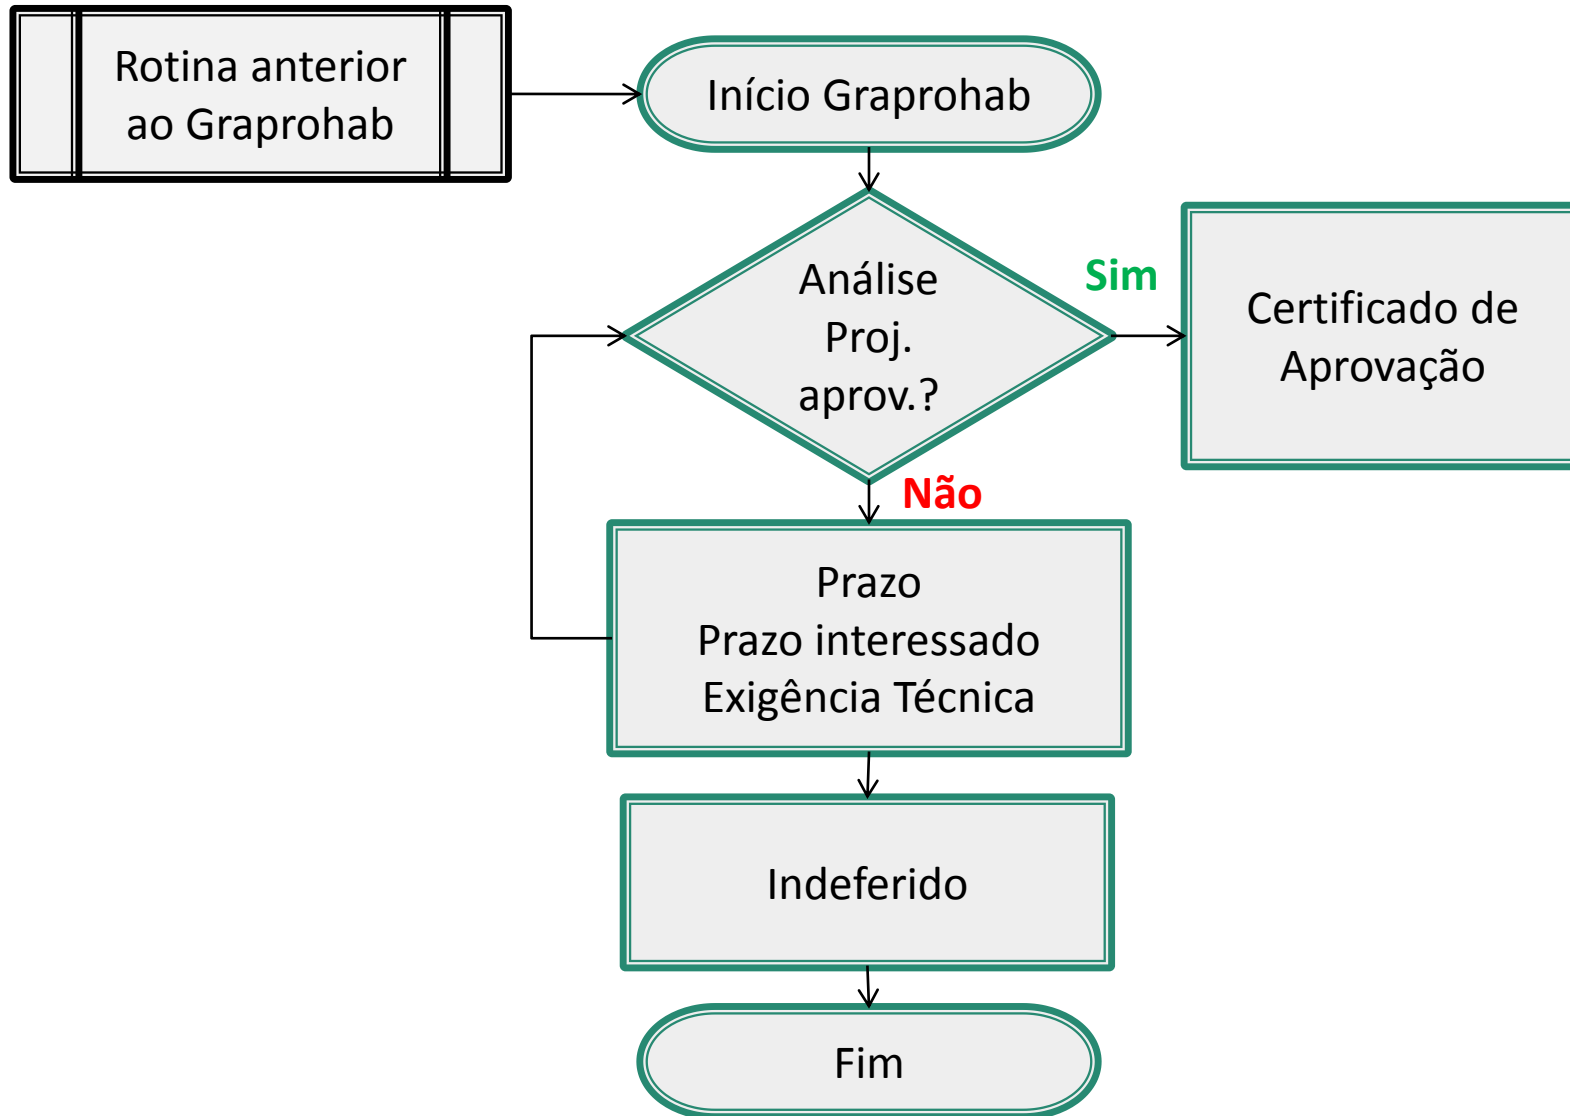 Rotina anterior
ao Graprohab
Início Graprohab
Análise
Proj.
aprov.?
Sim
Certificado de
Aprovação
Não
Prazo
Prazo interessado
Exigência Técnica
Indeferido
Fim